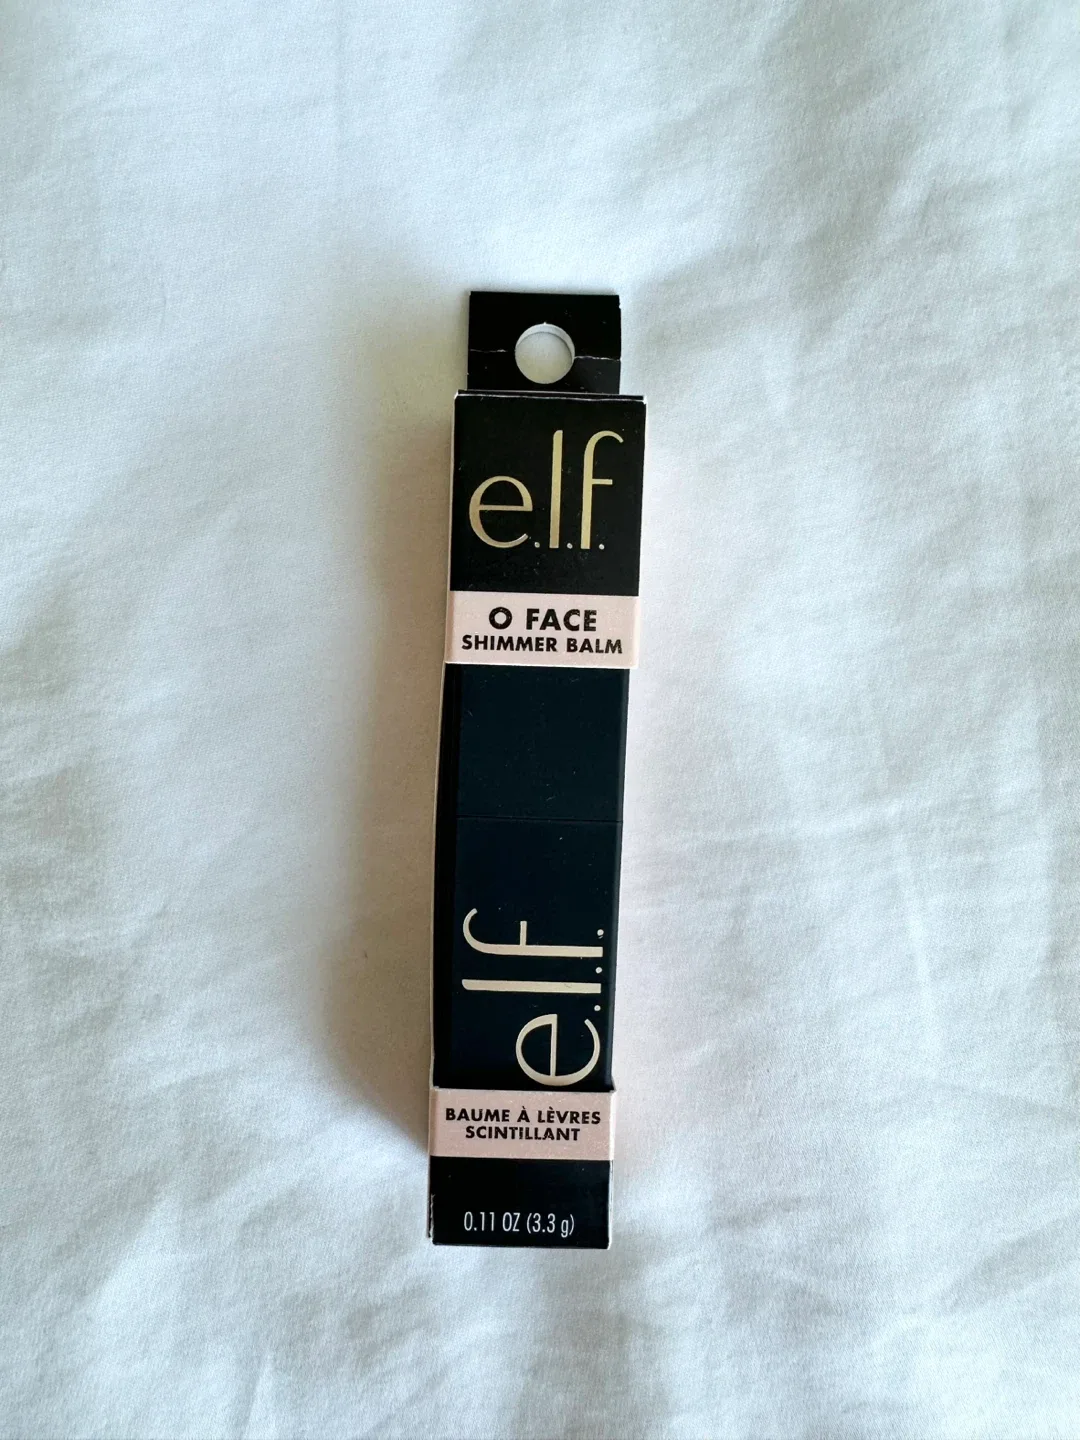 e.l.f.
O FACE
SHIMMER BALM
e.l.f.
BAUME À LÈVRES
SCINTILLANT
0.11 OZ (3.3 g)